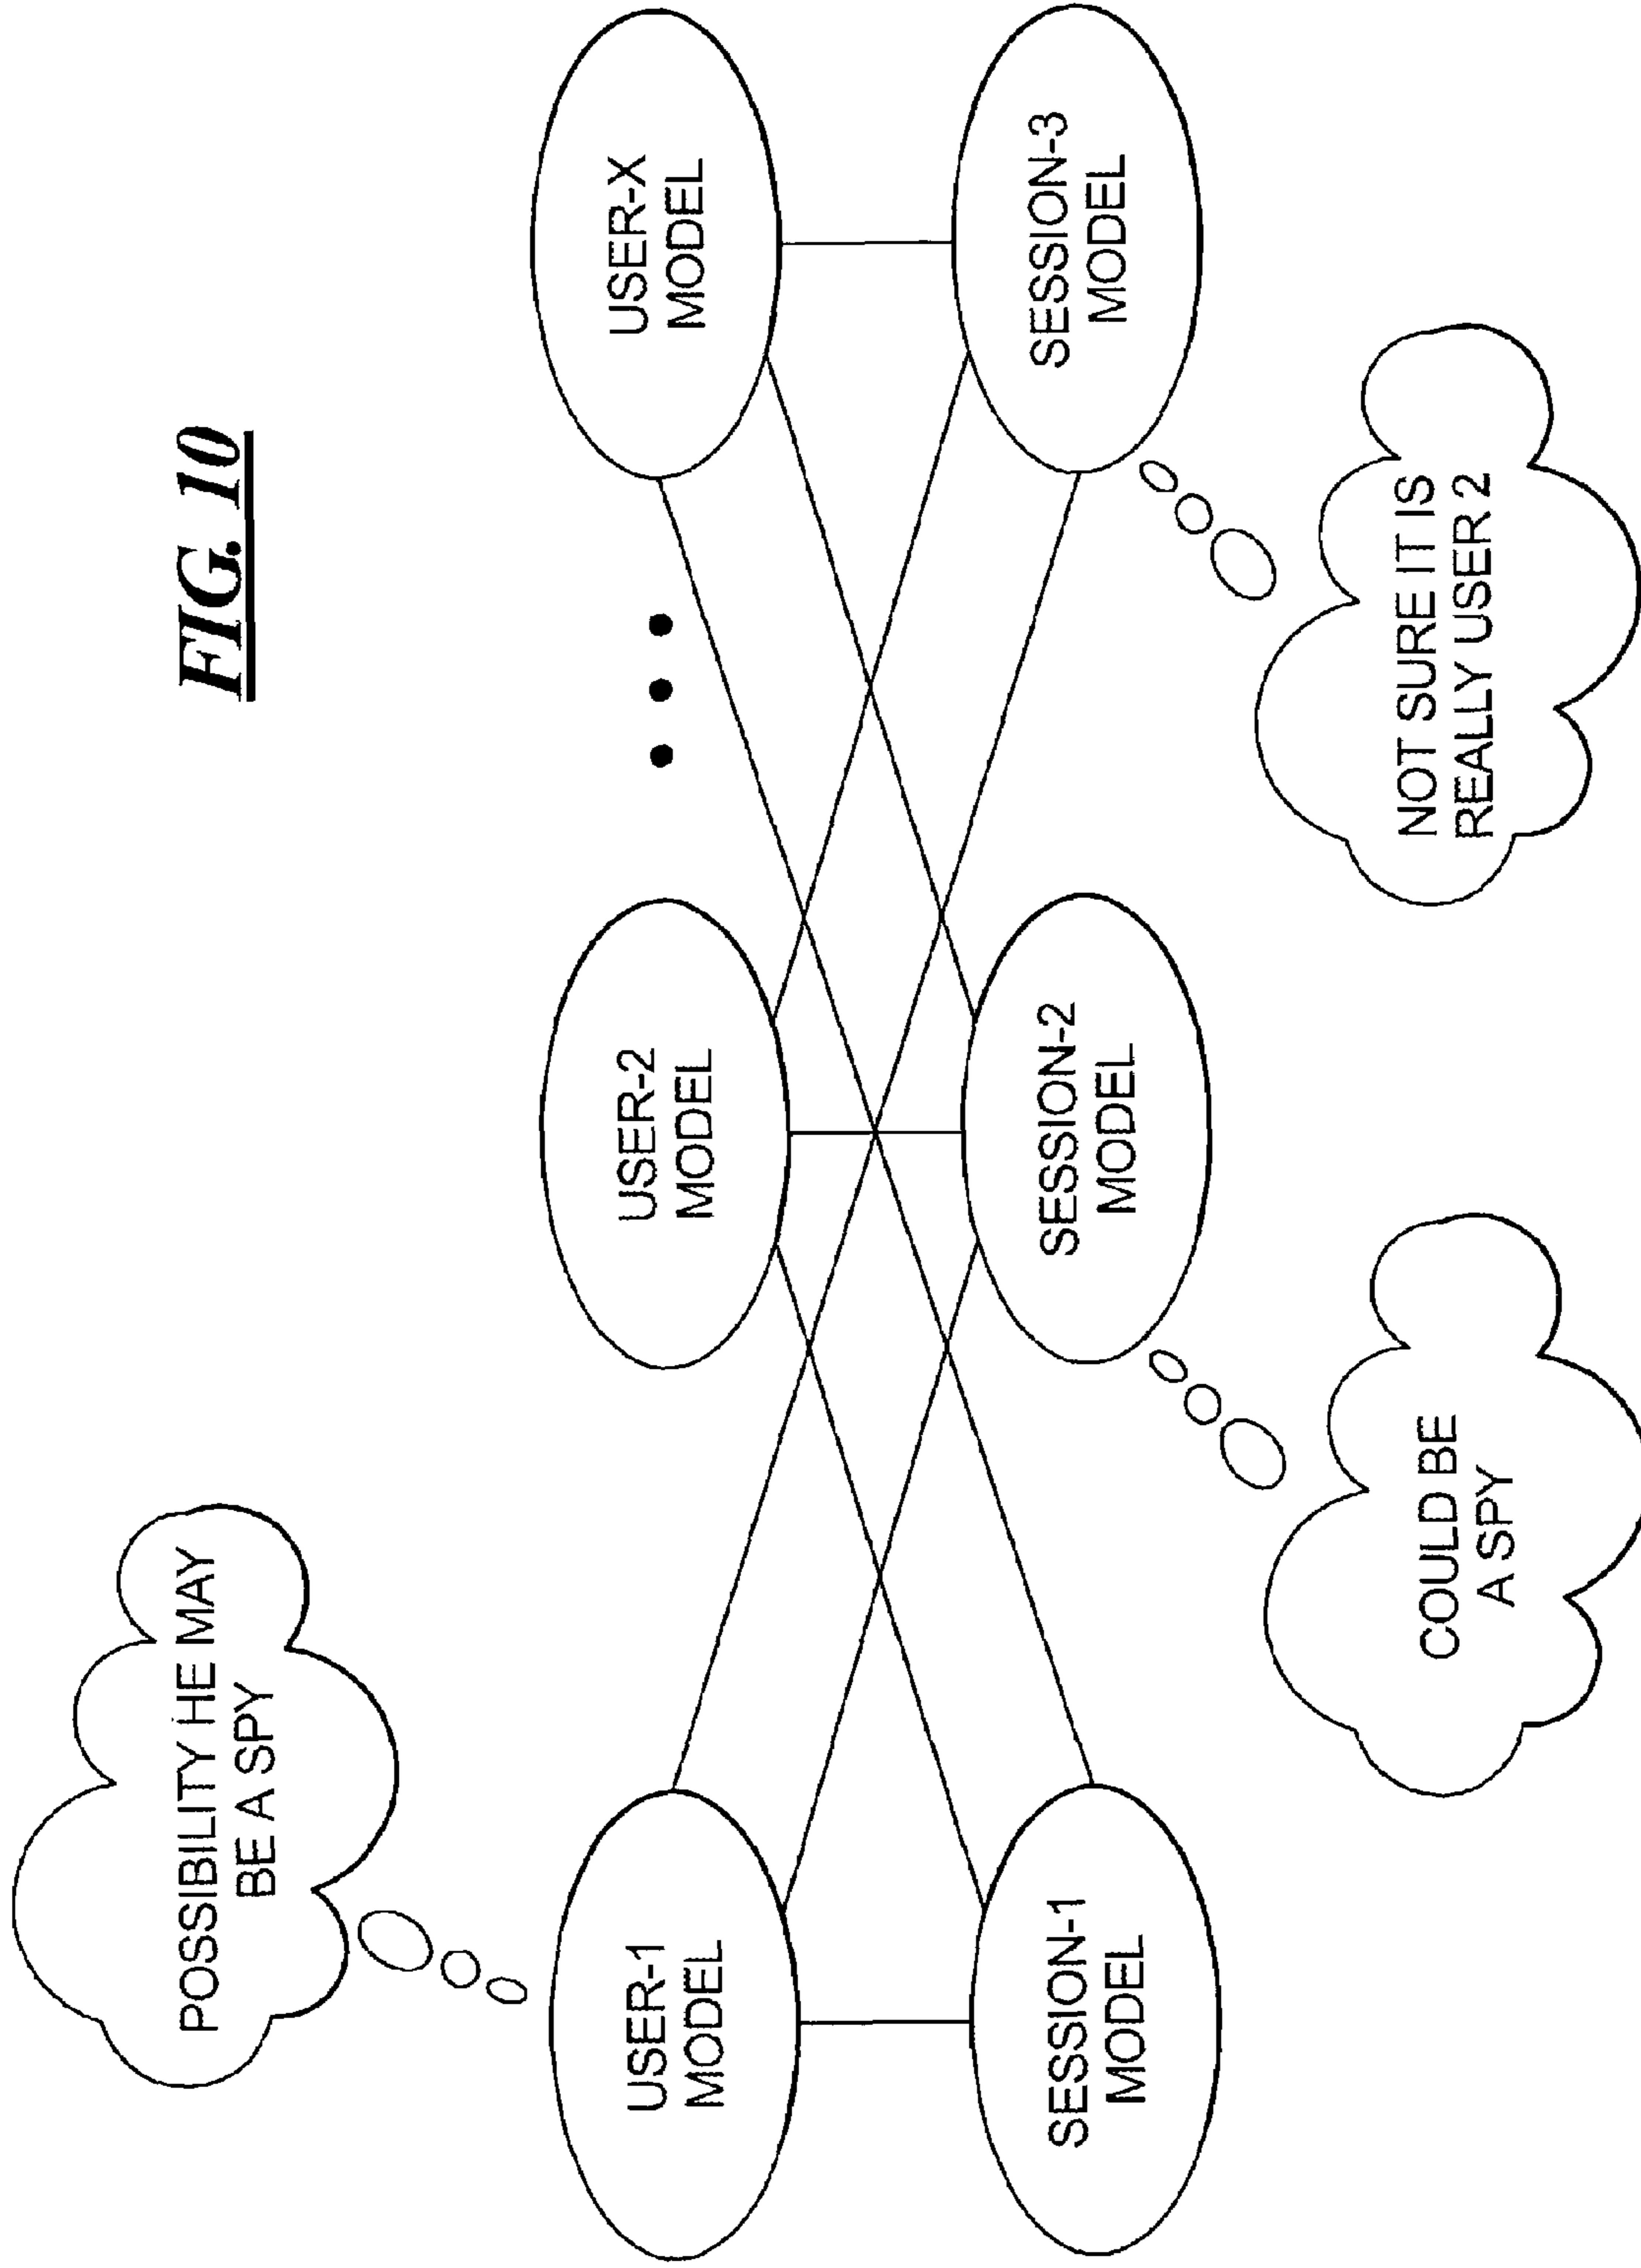 FIG. 10
POSSIBILITY HE MAY
BE A SPY
USER-1
MODEL
USER-2
MODEL
USER-X
MODEL
SESSION-1
MODEL
SESSION-2
MODEL
SESSION-3
MODEL
COULD BE
A SPY
NOT SURE IT IS
REALLY USER 2